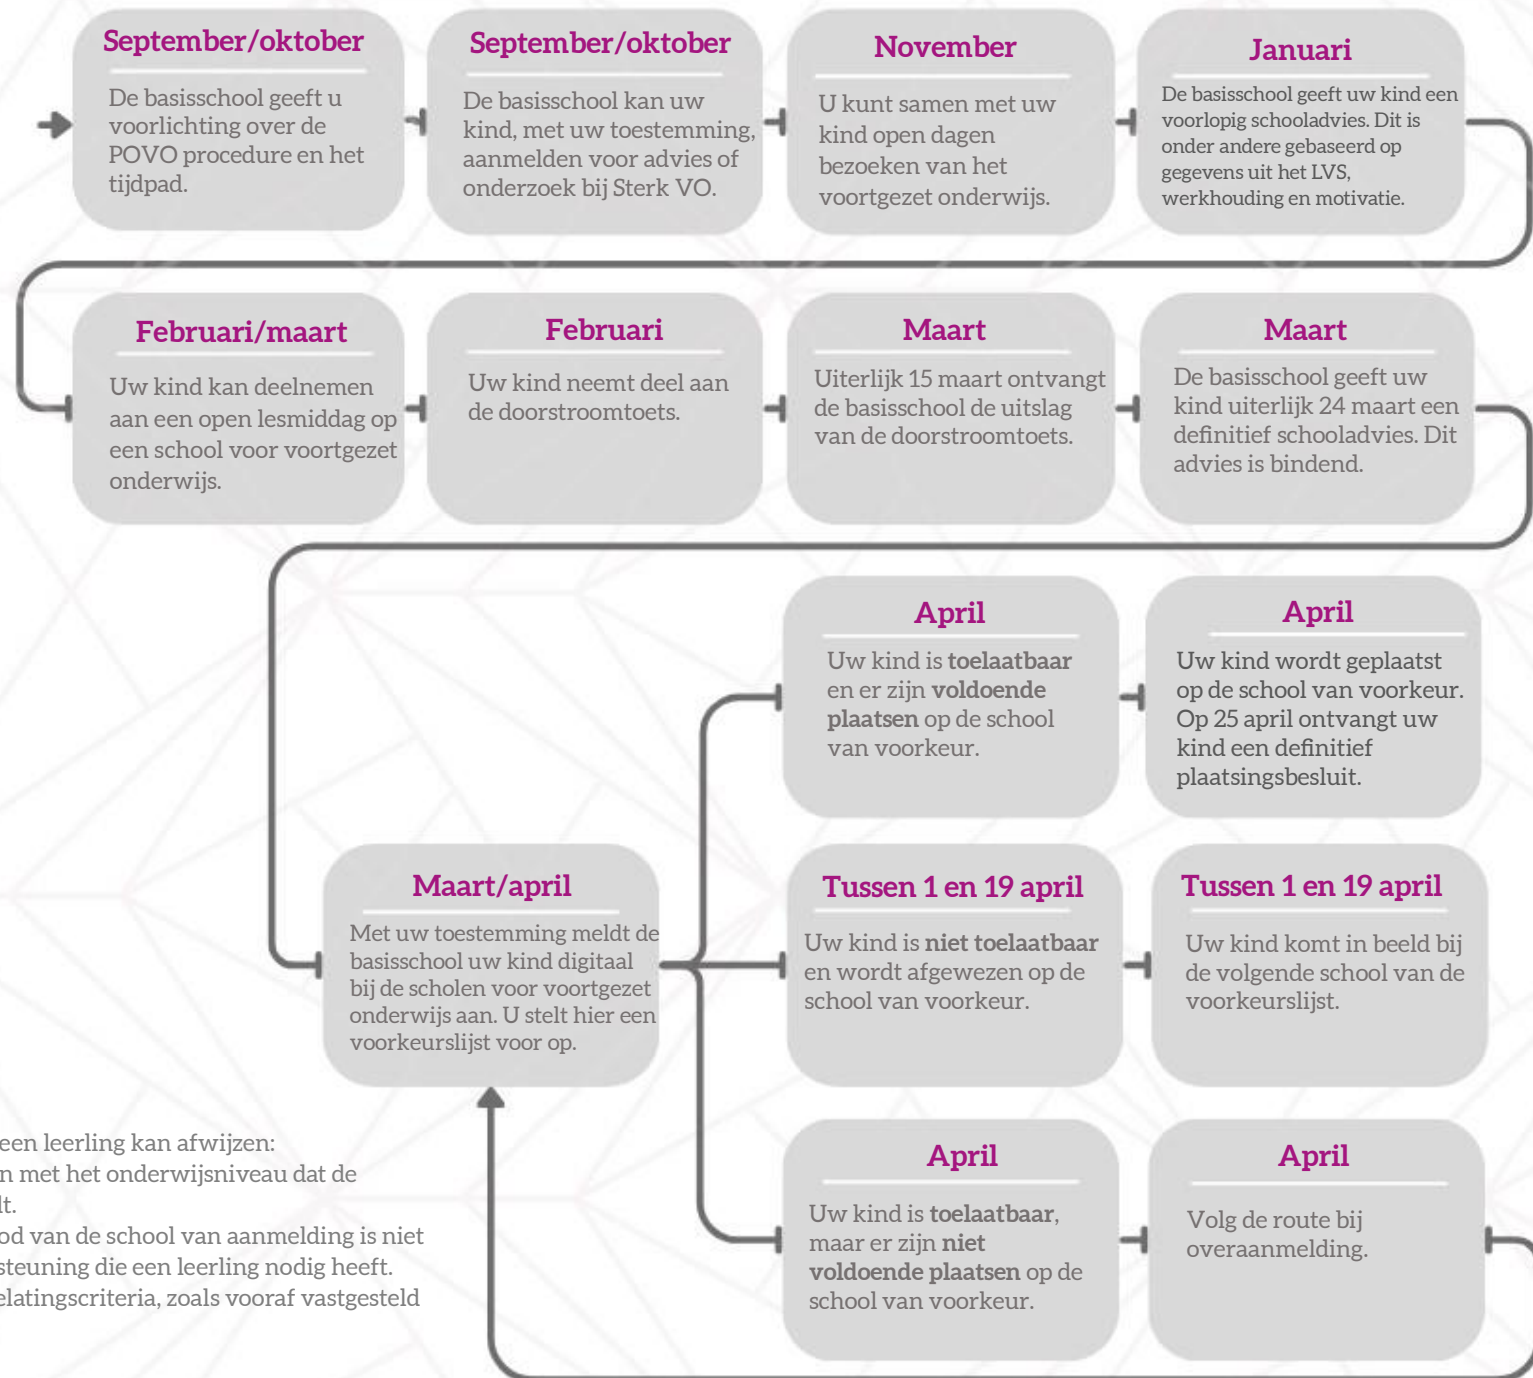 September/oktober
De basisschool geeft u
voorlichting over de
POVO procedure en het
tijdpad.
September/oktober
De basisschool kan uw
kind, met uw toestemming,
aanmelden voor advies of
onderzoek bij Sterk VO.
November
U kunt samen met uw
kind open dagen
bezoeken van het
voortgezet onderwijs.
Januari
De basisschool geeft uw kind een
voorlopig schooladvies. Dit is
onder andere gebaseerd op
gegevens uit het LVS,
werkhouding en motivatie.
Februari/maart
Uw kind kan deelnemen
aan een open lesmiddag op
een school voor voortgezet
onderwijs.
Februari
Uw kind neemt deel aan
de doorstroomtoets.
Maart
Uiterlijk 15 maart ontvangt
de basisschool de uitslag
van de doorstroomtoets.
Maart
De basisschool geeft uw
kind uiterlijk 24 maart een
definitief schooladvies. Dit
advies is bindend.
Maart/april
Met uw toestemming meldt de
basisschool uw kind digitaal
bij de scholen voor voortgezet
onderwijs aan. U stelt hier een
voorkeurslijst voor op.
April
Uw kind is toelaatbaar
en er zijn voldoende
plaatsen op de school
van voorkeur.
April
Uw kind wordt geplaatst
op de school van voorkeur.
Op 25 april ontvangt uw
kind een definitief
plaatsingsbesluit.
Tussen 1 en 19 april
Uw kind is niet toelaatbaar
en wordt afgewezen op de
school van voorkeur.
Tussen 1 en 19 april
Uw kind komt in beeld bij
de volgende school van de
voorkeurslijst.
April
Uw kind is toelaatbaar,
maar er zijn niet
voldoende plaatsen op de
school van voorkeur.
April
Volg de route bij
overaanmelding.
een leerling kan afwijzen:
n met het onderwijsniveau dat de
lt.
od van de school van aanmelding is niet
steuning die een leerling nodig heeft.
elatingscriteria, zoals vooraf vastgesteld